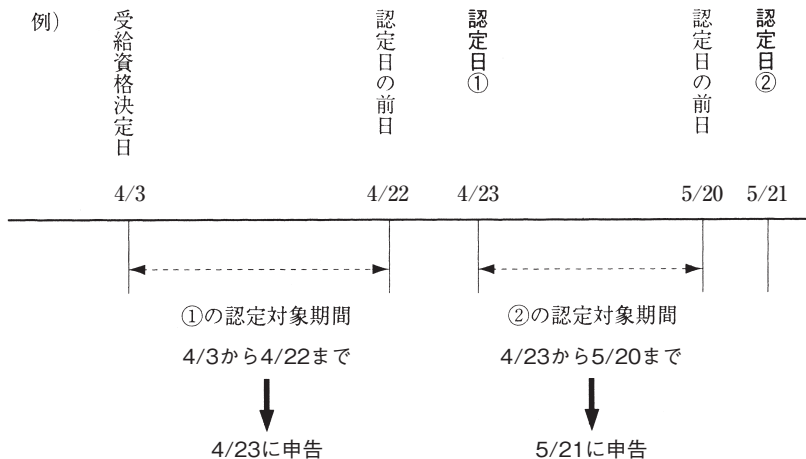 例）
受給資格決定日
認定日の前日
認定日①
認定日の前日
認定日②
4/3
4/22
4/23
5/20
5/21
①の認定対象期間
②の認定対象期間
4/3から4/22まで
4/23から5/20まで
4/23に申告
5/21に申告